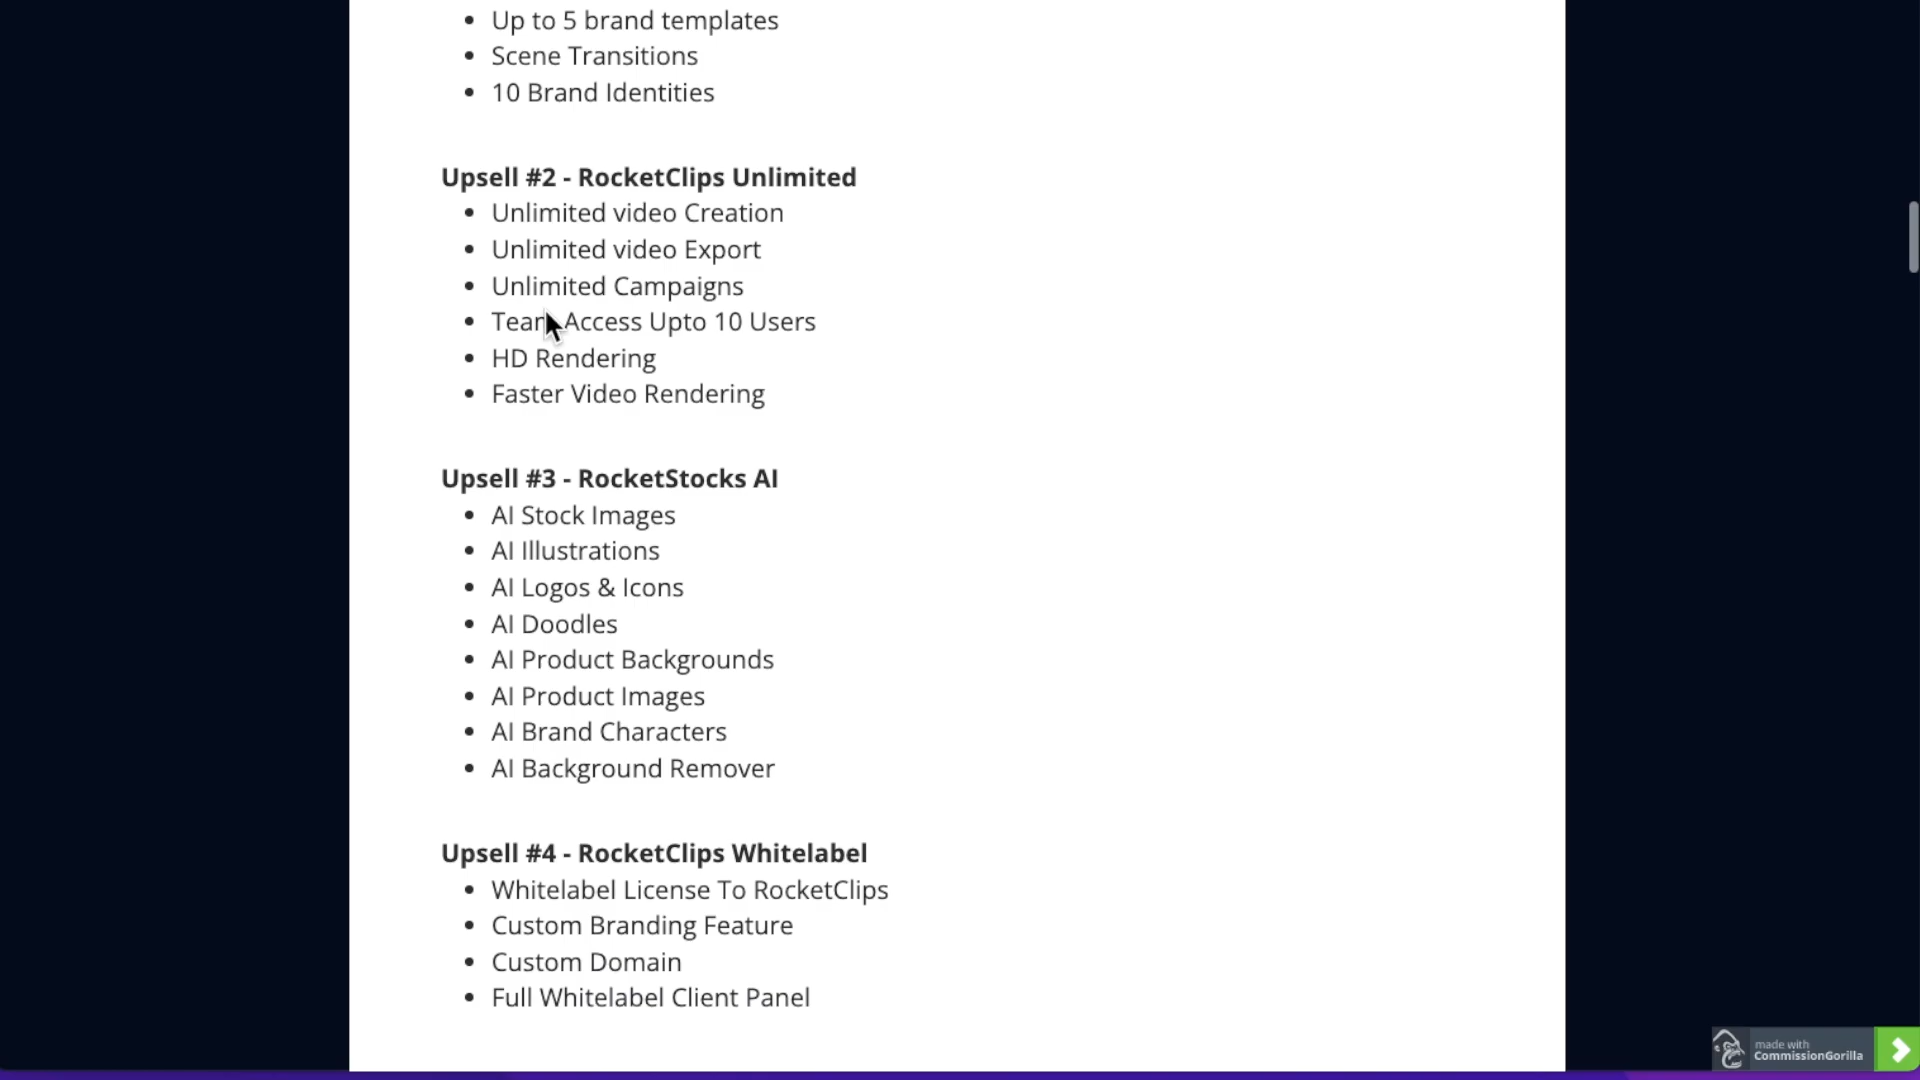 Up to 5 brand templates
Scene Transitions
10 Brand Identities
Upsell #2 - RocketClips Unlimited
Unlimited video Creation
Unlimited video Export
Unlimited Campaigns
Team Access Upto 10 Users
HD Rendering
Faster Video Rendering
Upsell #3 - RocketStocks AI
AI Stock Images
AI Illustrations
AI Logos & Icons
AI Doodles
AI Product Backgrounds
AI Product Images
AI Brand Characters
AI Background Remover
Upsell #4 - RocketClips Whitelabel
Whitelabel License To RocketClips
Custom Branding Feature
Custom Domain
Full Whitelabel Client Panel
made with
CommissionGorilla